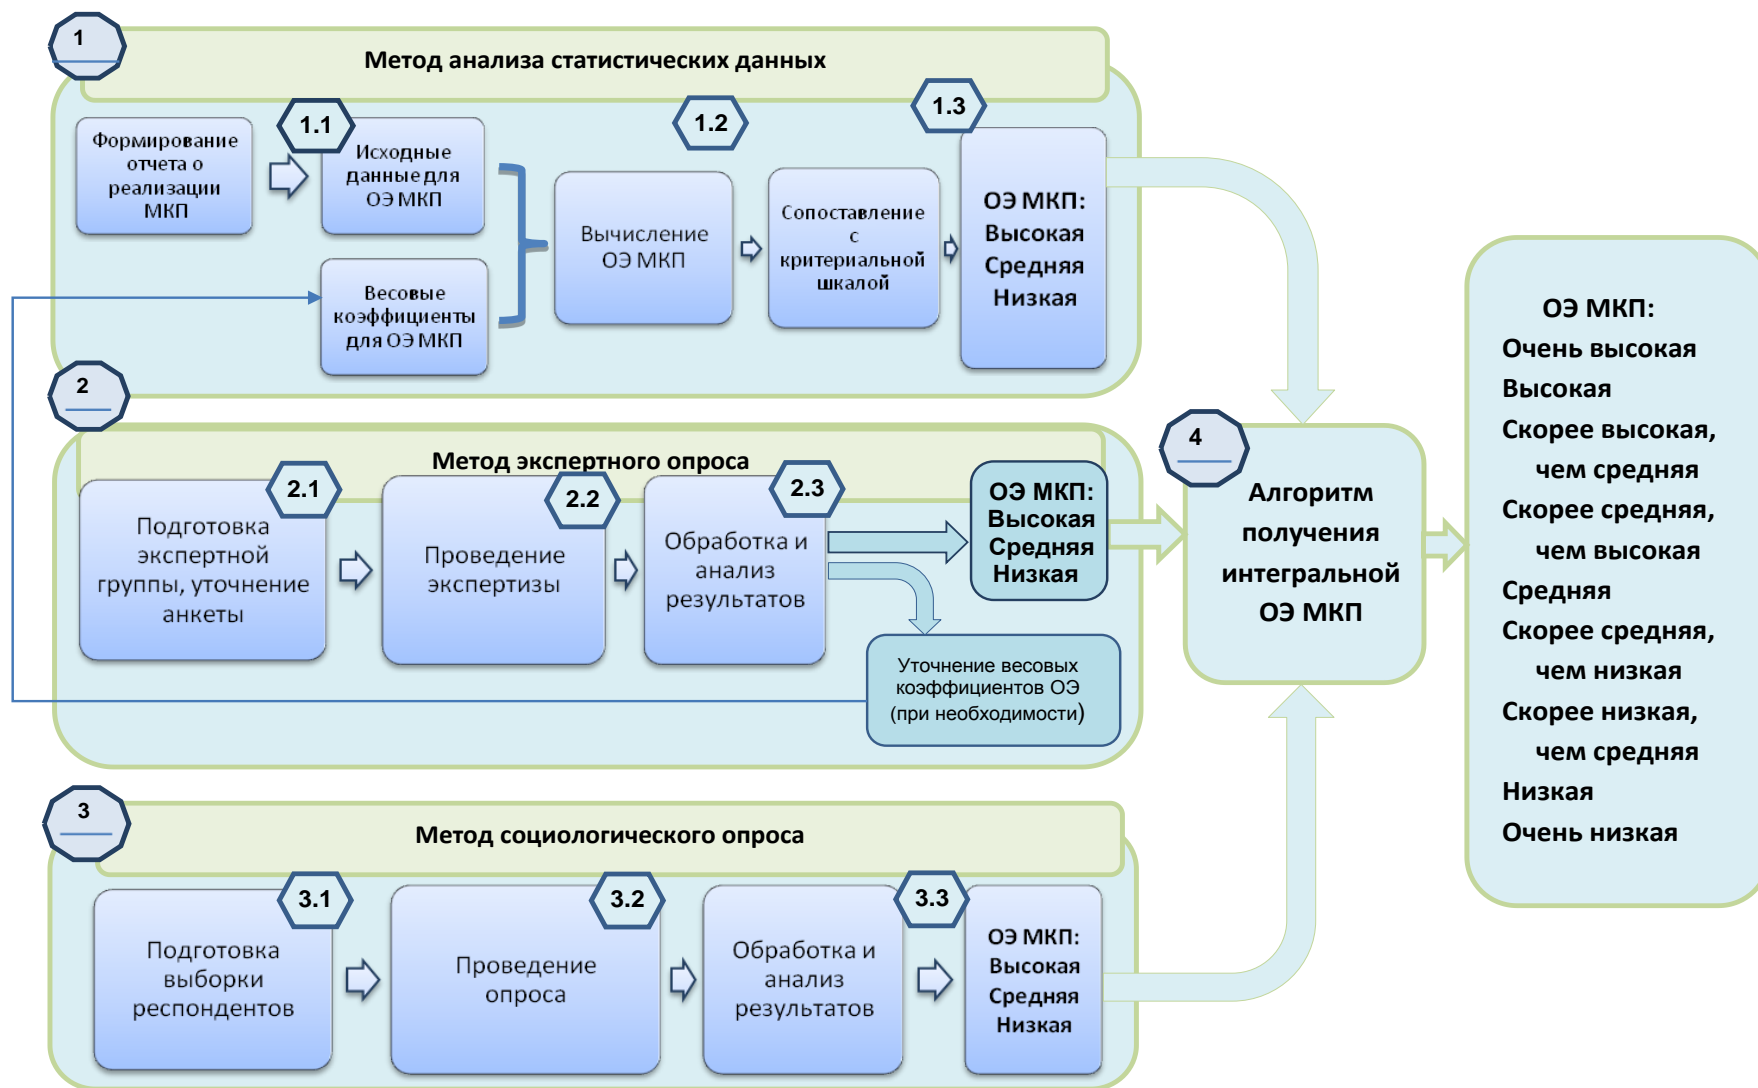 1
Метод анализа статистических данных
1.1
1.2
1.3
Формирование
отчета о
реализации
МКП
Исходные
данные для
ОЭ МКП
Весовые
коэффициенты
для ОЭ МКП
Вычисление
ОЭ МКП
Сопоставление
с
критериальной
шкалой
ОЭ МКП:
Высокая
Средняя
Низкая
2
Метод экспертного опроса
2.1
2.2
2.3
Подготовка
экспертной
группы, уточнение
анкеты
Проведение
экспертизы
Обработка и
анализ
результатов
ОЭ МКП:
Высокая
Средняя
Низкая
Уточнение весовых
коэффициентов ОЭ
(при необходимости)
3
Метод социологического опроса
3.1
3.2
3.3
Подготовка
выборки
респондентов
Проведение
опроса
Обработка и
анализ
результатов
ОЭ МКП:
Высокая
Средняя
Низкая
4
Алгоритм
получения
интегральной
ОЭ МКП
ОЭ МКП:
Очень высокая
Высокая
Скорее высокая,
чем средняя
Скорее средняя,
чем высокая
Средняя
Скорее средняя,
чем низкая
Скорее низкая,
чем средняя
Низкая
Очень низкая